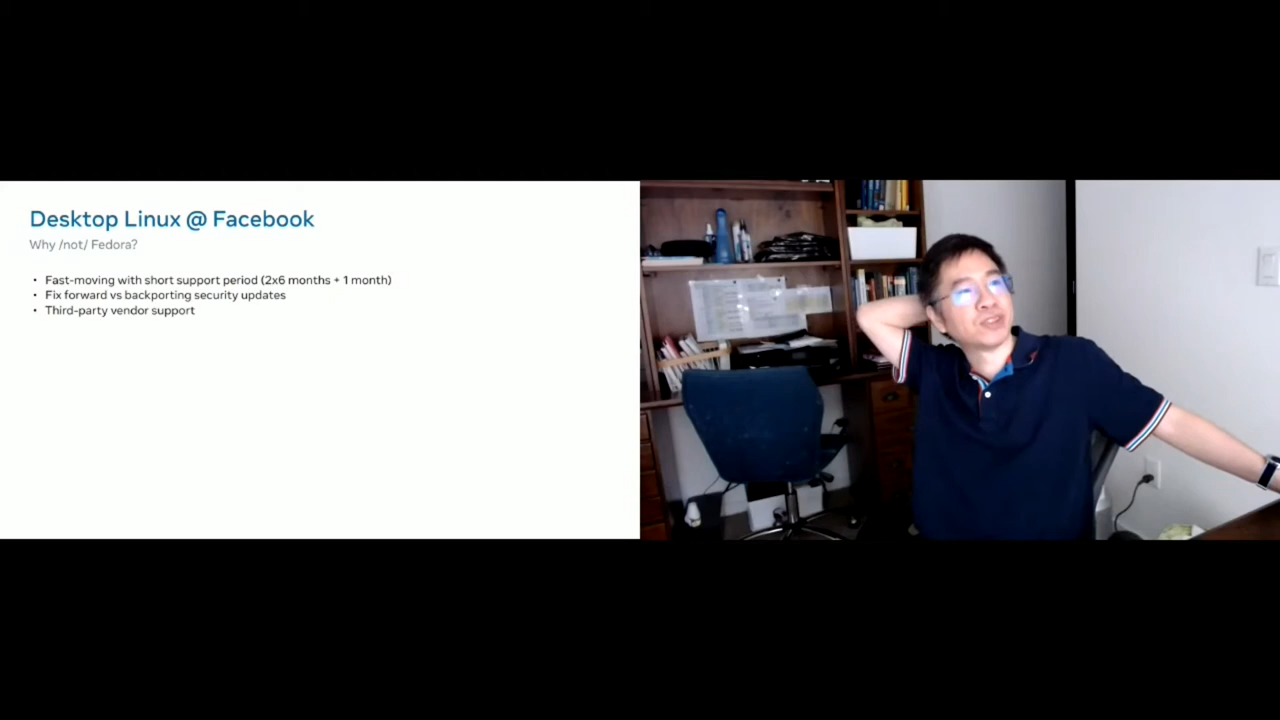 Desktop Linux @ Facebook
Why /not/ Fedora?
• Fast-moving with short support period (2x6 months + 1 month)
• Fix forward vs backporting security updates
• Third-party vendor support